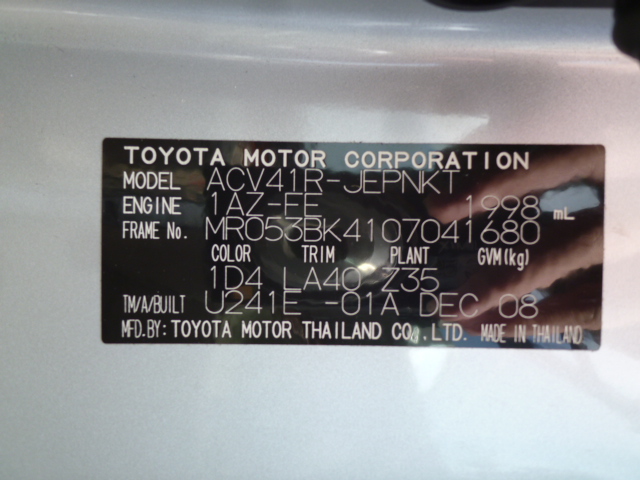 TOYOTA MOTOR CORPORATION
MODEL ACV41R-JEPNKT
ENGINE 1AZ-FE 1998 mL
FRAME No. MR053BK4107041680
COLOR TRIM PLANT GVM(kg)
1D4 LA40 Z35
TM/A/BUILT U241E -01A DEC 08
MFD.BY: TOYOTA MOTOR THAILAND CO., LTD. MADE IN THAILAND